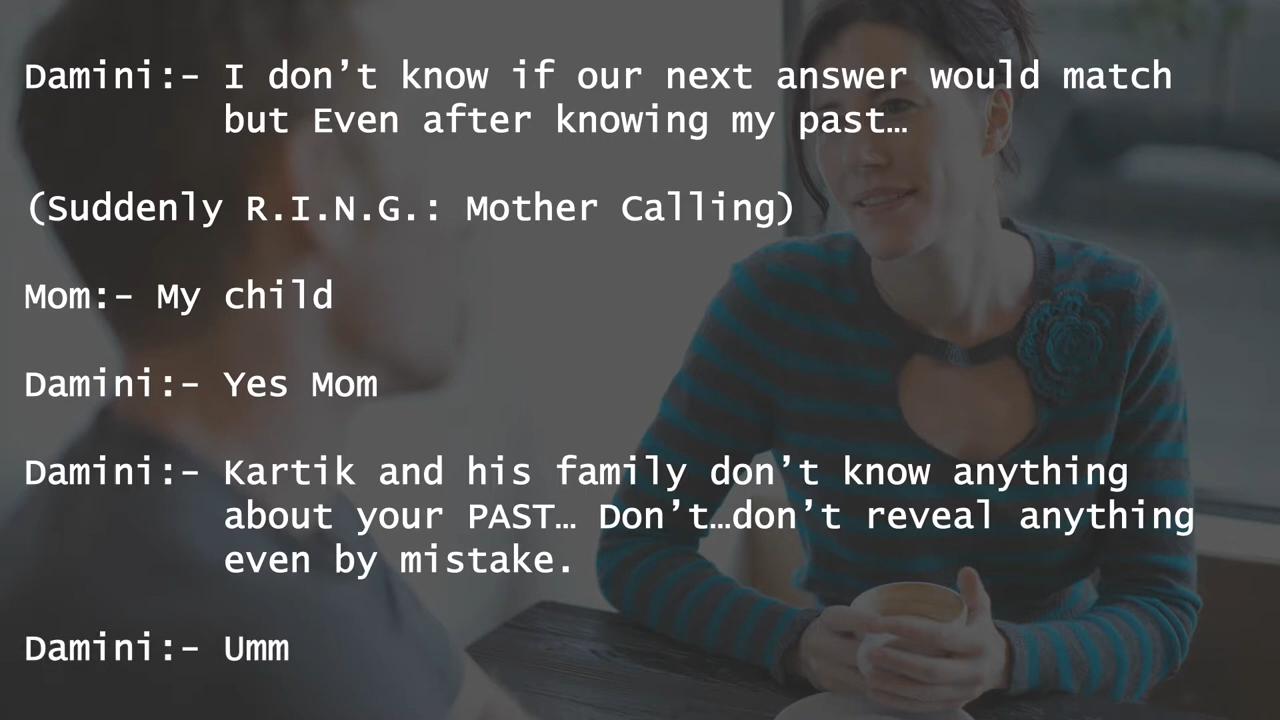 Damini:- I don’t know if our next answer would match
but Even after knowing my past…
(Suddenly R.I.N.G.: Mother Calling)
Mom:- My child
Damini:- Yes Mom
Damini:- Kartik and his family don’t know anything
about your PAST… Don’t…don’t reveal anything
even by mistake.
Damini:- Umm